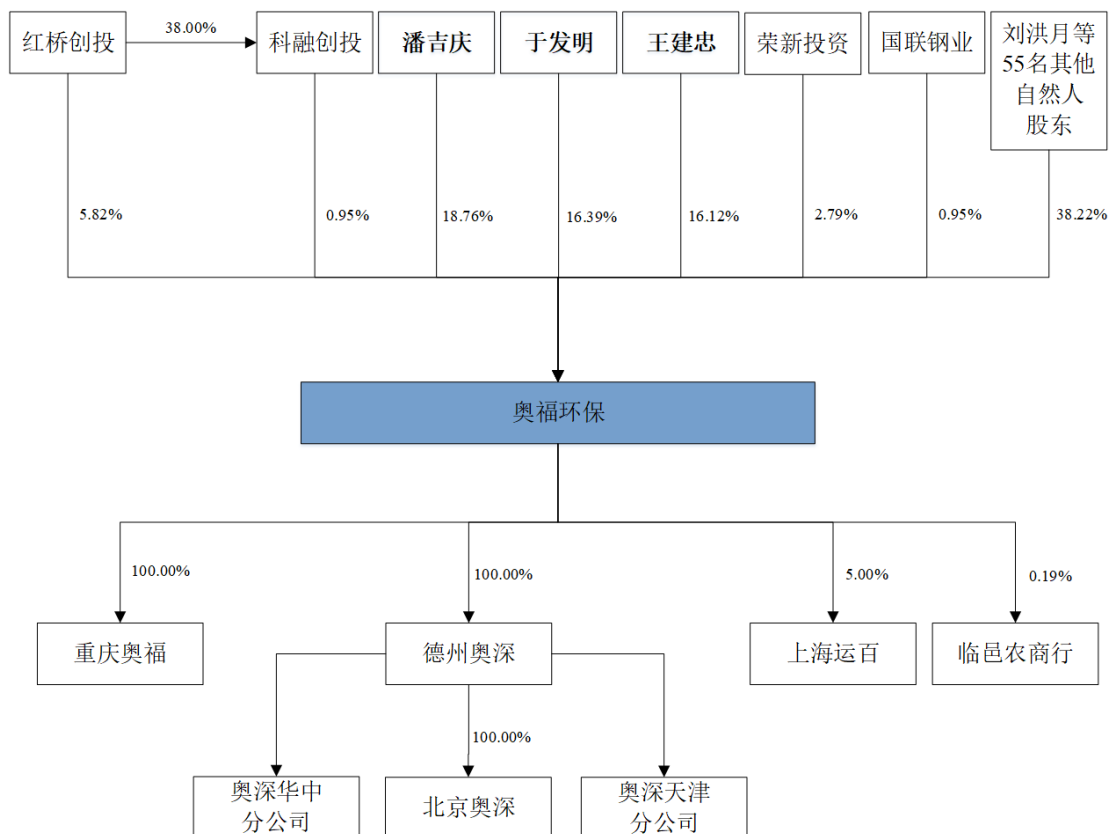 红桥创投
38.00%
科融创投
潘吉庆
于发明
王建忠
荣新投资
国联钢业
刘洪月等
55名其他
自然人
股东
5.82%
0.95%
18.76%
16.39%
16.12%
2.79%
0.95%
38.22%
奥福环保
100.00%
100.00%
5.00%
0.19%
重庆奥福
德州奥深
上海运百
临邑农商行
100.00%
奥深华中
分公司
北京奥深
奥深天津
分公司